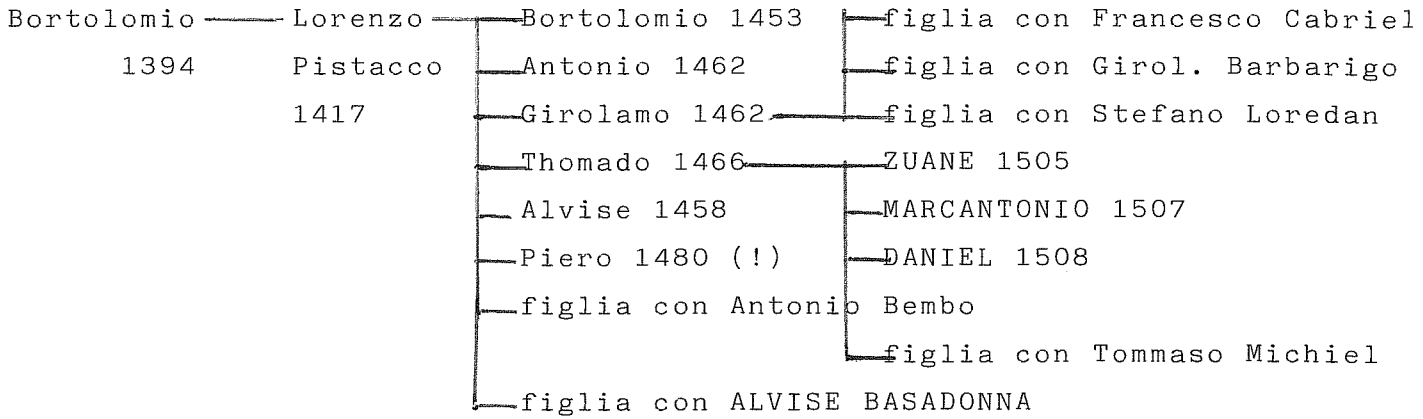 Bortolomio Lorenzo Bortolomio 1453 figlia con Francesco Cabriel
1394 Pistacco Antonio 1462 figlia con Girol. Barbarigo
1417 Girolamo 1462 figlia con Stefano Loredan
Thomado 1466 ZUANE 1505
Alvise 1458 MARCANTONIO 1507
Piero 1480 (!) DANIEL 1508
figlia con Antonio Bembo
figlia con Tommaso Michiel
figlia con ALVISE BASADONNA